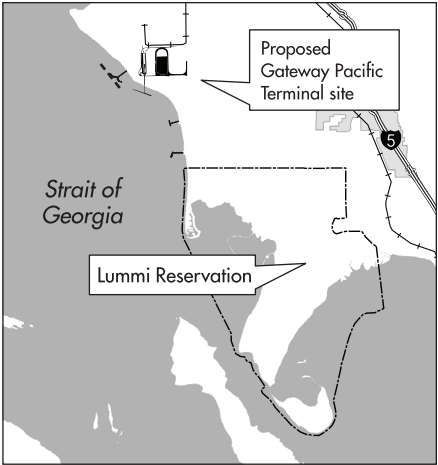 Proposed
Gateway Pacific
Terminal site
5
Strait of
Georgia
Lummi Reservation